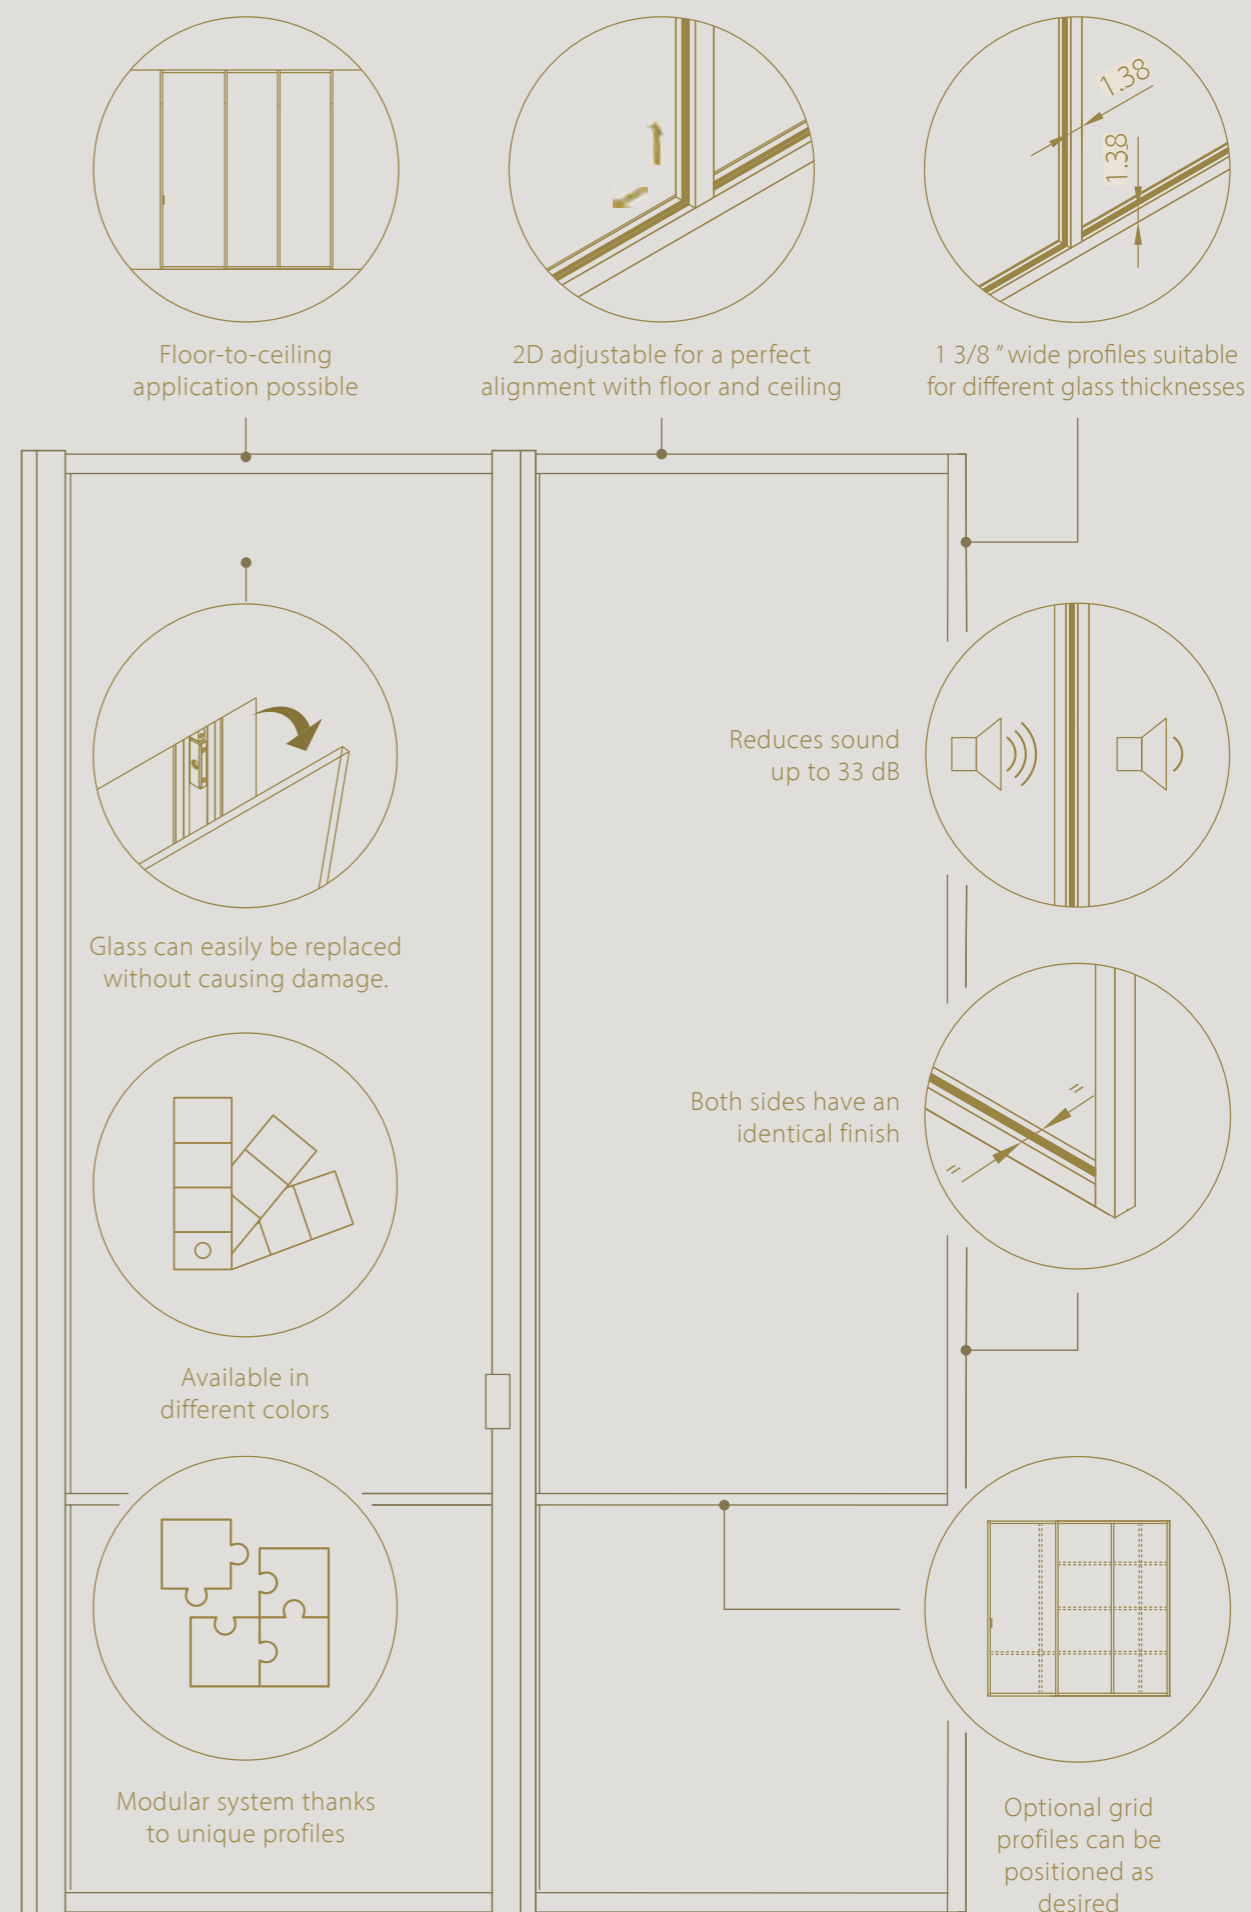 Floor-to-ceiling
application possible
2D adjustable for a perfect
alignment with floor and ceiling
1.38
1.38
1 3/8 " wide profiles suitable
for different glass thicknesses
Reduces sound
up to 33 dB
Glass can easily be replaced
without causing damage.
Both sides have an
identical finish
Available in
different colors
Modular system thanks
to unique profiles
Optional grid
profiles can be
positioned as
desired